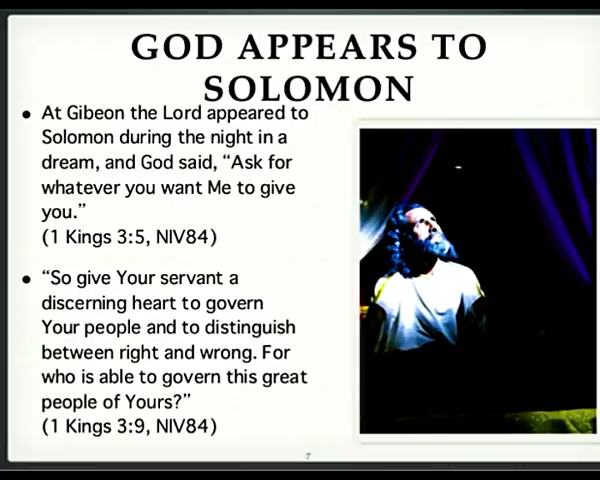 GOD APPEARS TO
SOLOMON
• At Gibeon the Lord appeared to
Solomon during the night in a
dream, and God said, “Ask for
whatever you want Me to give
you.”
(1 Kings 3:5, NIV84)
• “So give Your servant a
discerning heart to govern
Your people and to distinguish
between right and wrong. For
who is able to govern this great
people of Yours?”
(1 Kings 3:9, NIV84)
7